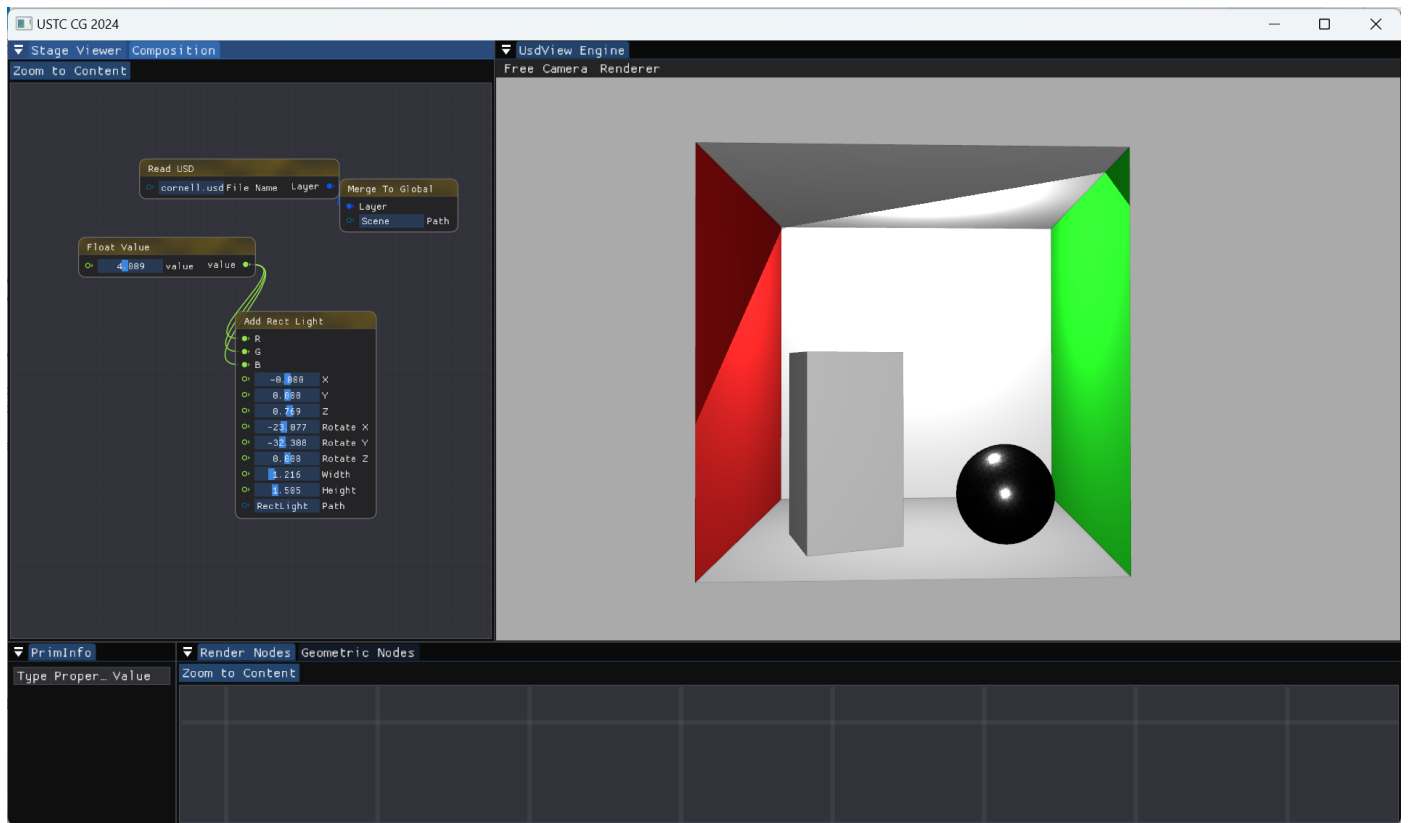 USTC CG 2024
Stage Viewer Composition
Zoom to Content
Read USD
cornell.usd File Name Layer
Merge To Global
Layer
Scene Path
Float Value
4.009 value value
Add Rect Light
R
G
B
-0.000 X
0.000 Y
0.769 Z
-23.077 Rotate X
-32.308 Rotate Y
0.000 Rotate Z
1.216 Width
1.505 Height
RectLight Path
UsdView Engine
Free Camera Renderer
PrimInfo
Type Proper… Value
Render Nodes Geometric Nodes
Zoom to Content